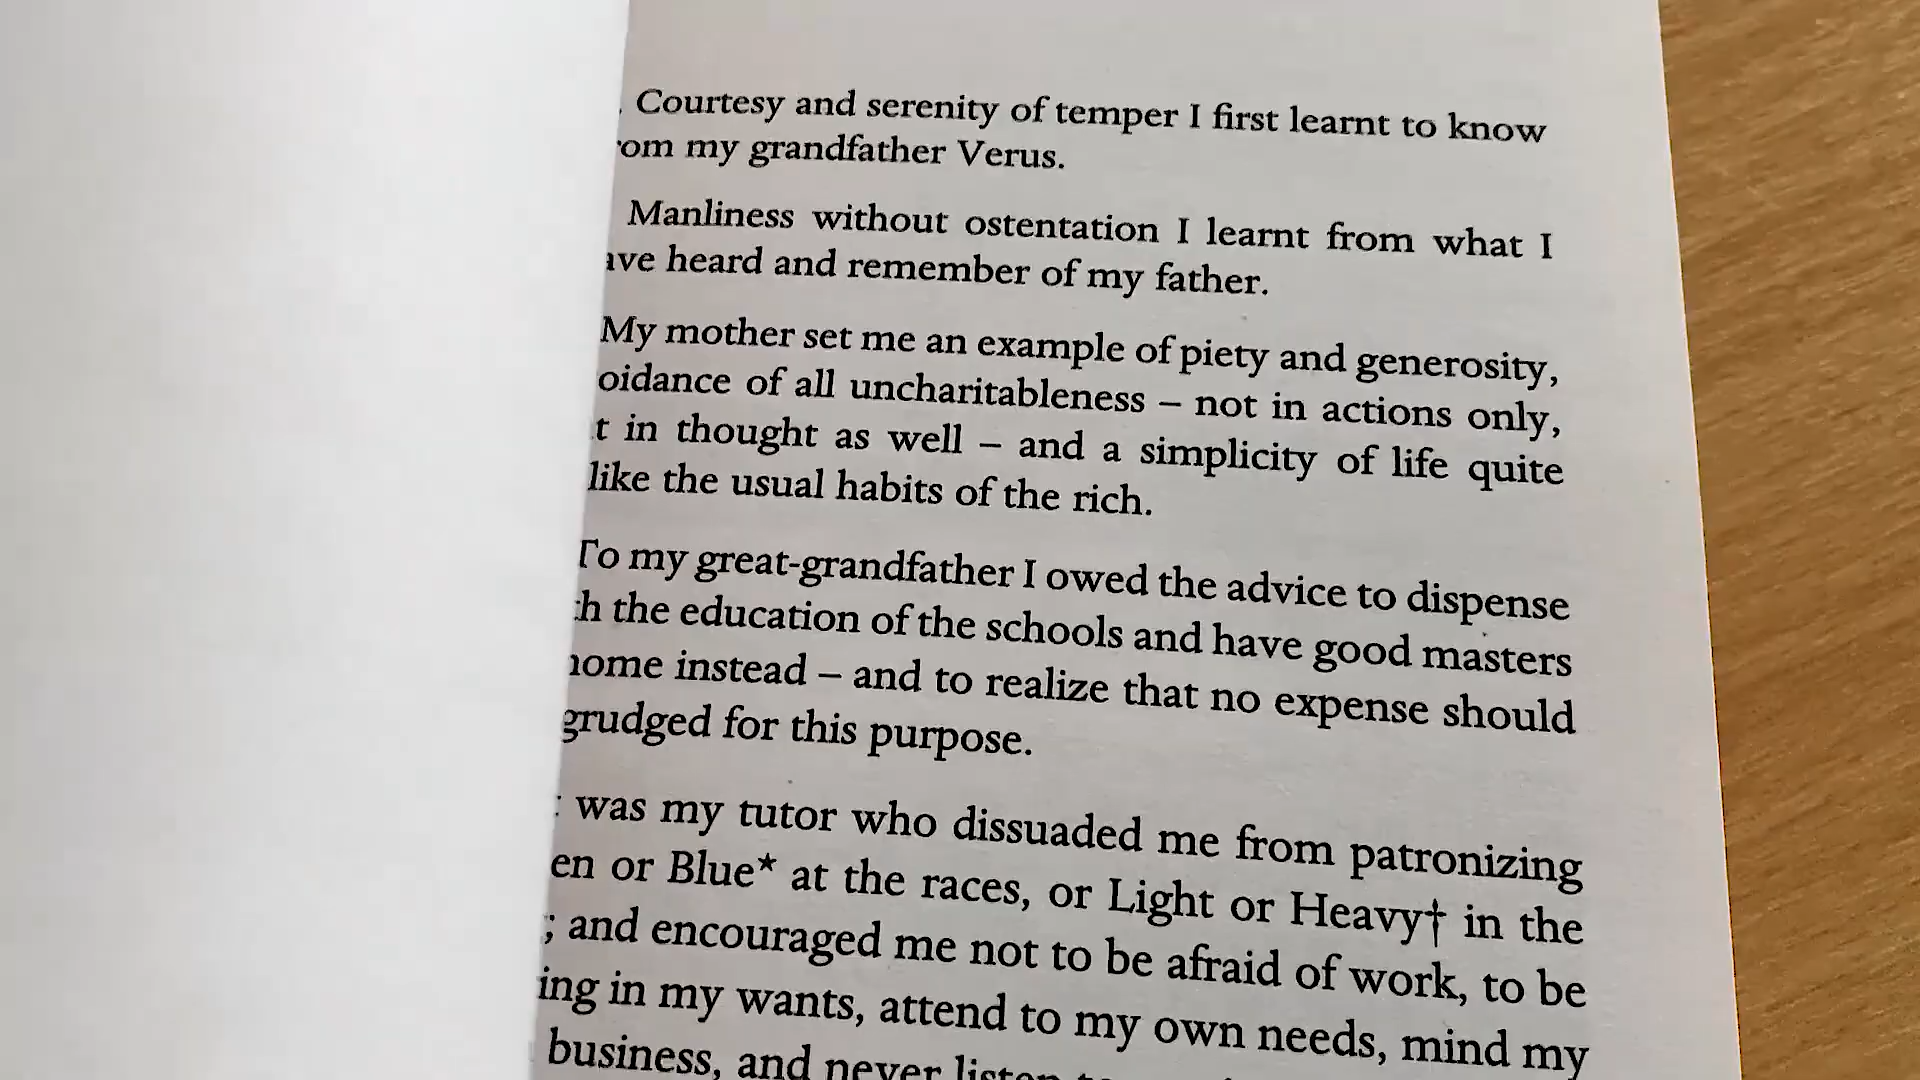 Courtesy and serenity of temper I first learnt to know
om my grandfather Verus.
Manliness without ostentation I learnt from what I
ve heard and remember of my father.
My mother set me an example of piety and generosity,
oidance of all uncharitableness – not in actions only,
t in thought as well – and a simplicity of life quite
like the usual habits of the rich.
To my great-grandfather I owed the advice to dispense
h the education of the schools and have good masters
ome instead – and to realize that no expense should
grudged for this purpose.
was my tutor who dissuaded me from patronizing
en or Blue* at the races, or Light or Heavy† in the
; and encouraged me not to be afraid of work, to be
ing in my wants, attend to my own needs, mind my
business, and never listen